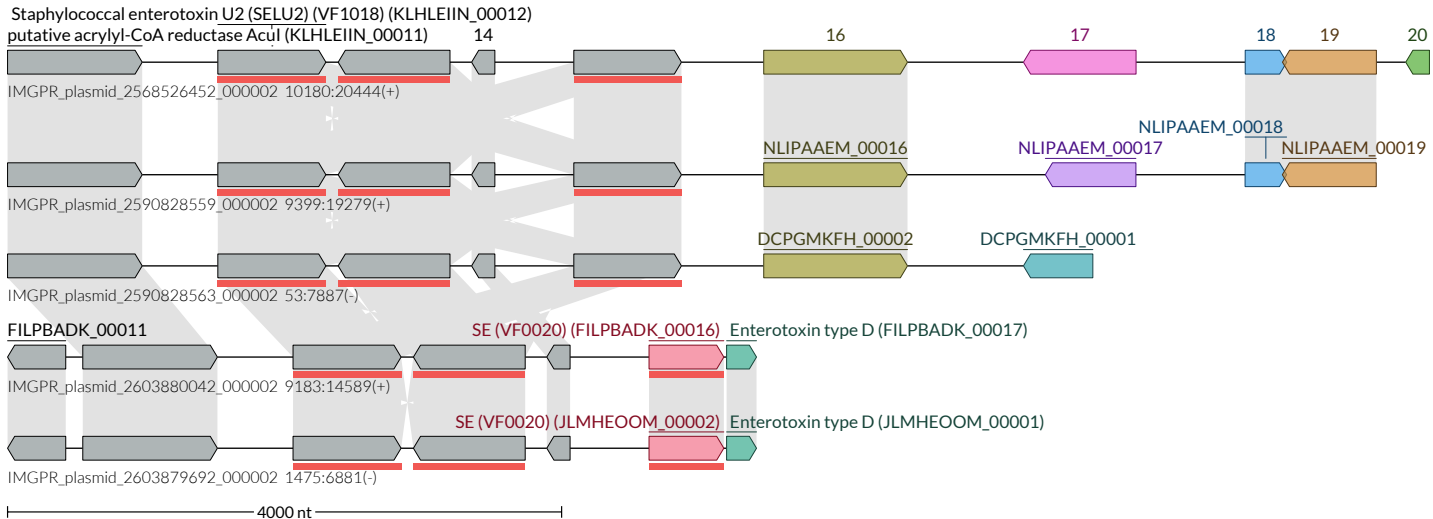 Staphylococcal enterotoxin U2 (SELU2) (VF1018) (KLHLEIIN_00012)
putative acrylyl-CoA reductase AcuI (KLHLEIIN_00011) 14 16 17 18 19 20
IMGPR_plasmid_2568526452_000002 10180:20444(+)
NLIPAAEM_00018
NLIPAAEM_00016 NLIPAAEM_00017 NLIPAAEM_00019
IMGPR_plasmid_2590828559_000002 9399:19279(+)
DCPGMKFH_00002 DCPGMKFH_00001
IMGPR_plasmid_2590828563_000002 53:7887(-)
FILPBADK_00011 SE (VF0020) (FILPBADK_00016) Enterotoxin type D (FILPBADK_00017)
IMGPR_plasmid_2603880042_000002 9183:14589(+)
SE (VF0020) (JLMHEOOM_00002) Enterotoxin type D (JLMHEOOM_00001)
IMGPR_plasmid_2603879692_000002 1475:6881(-)
4000 nt